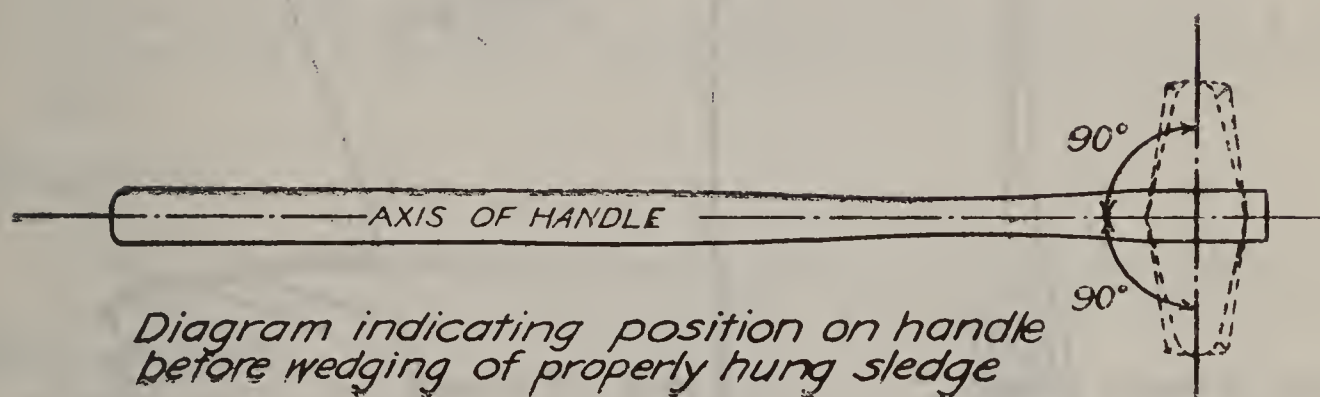 90°
AXIS OF HANDLE
90°
Diagram indicating position on handle
before wedging of properly hung sledge